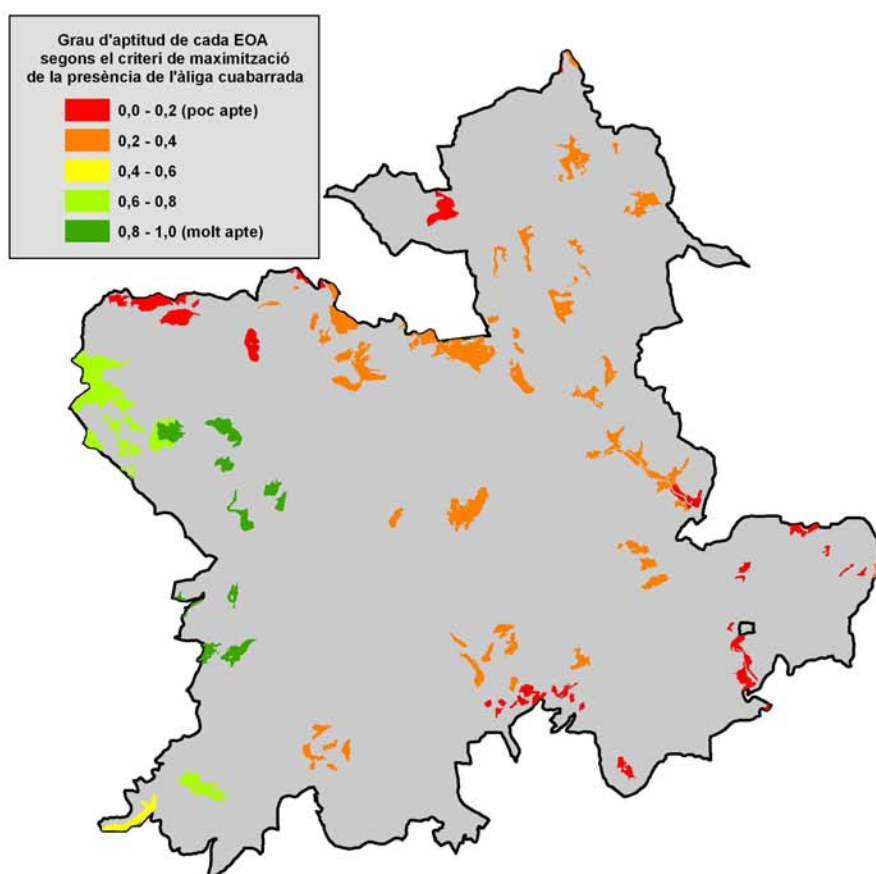 Grau d'aptitud de cada EOA
segons el criteri de maximització
de la presència de l'àliga cuabarrada
0,0 - 0,2 (poc apte)
0,2 - 0,4
0,4 - 0,6
0,6 - 0,8
0,8 - 1,0 (molt apte)